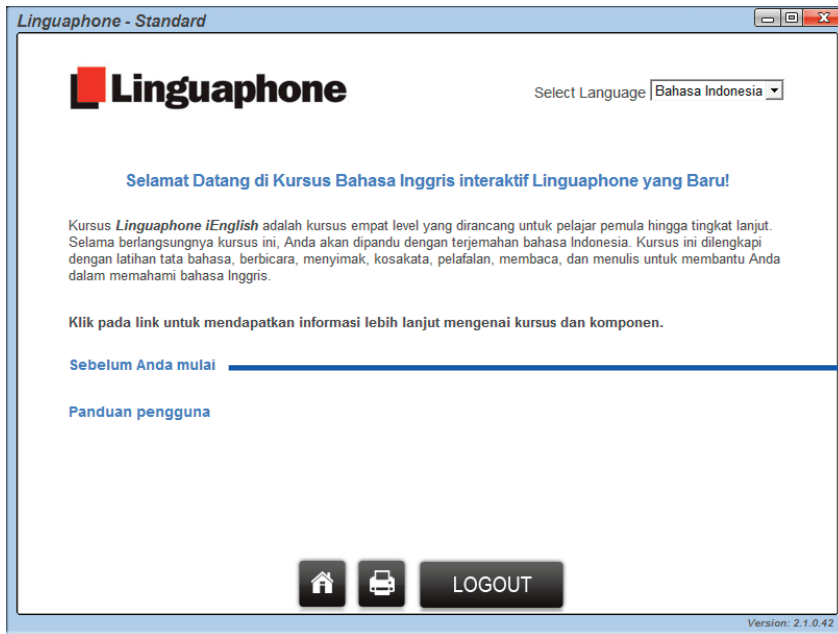 Linguaphone - Standard
Linguaphone
Select Language Bahasa Indonesia
Selamat Datang di Kursus Bahasa Inggris interaktif Linguaphone yang Baru!
Kursus Linguaphone iEnglish adalah kursus empat level yang dirancang untuk pelajar pemula hingga tingkat lanjut.
Selama berlangsungnya kursus ini, Anda akan dipandu dengan terjemahan bahasa Indonesia. Kursus ini dilengkapi
dengan latihan tata bahasa, berbicara, menyimak, kosakata, pelafalan, membaca, dan menulis untuk membantu Anda
dalam memahami bahasa Inggris.
Klik pada link untuk mendapatkan informasi lebih lanjut mengenai kursus dan komponen.
Sebelum Anda mulai
Panduan pengguna
LOGOUT
Version: 2.1.0.42